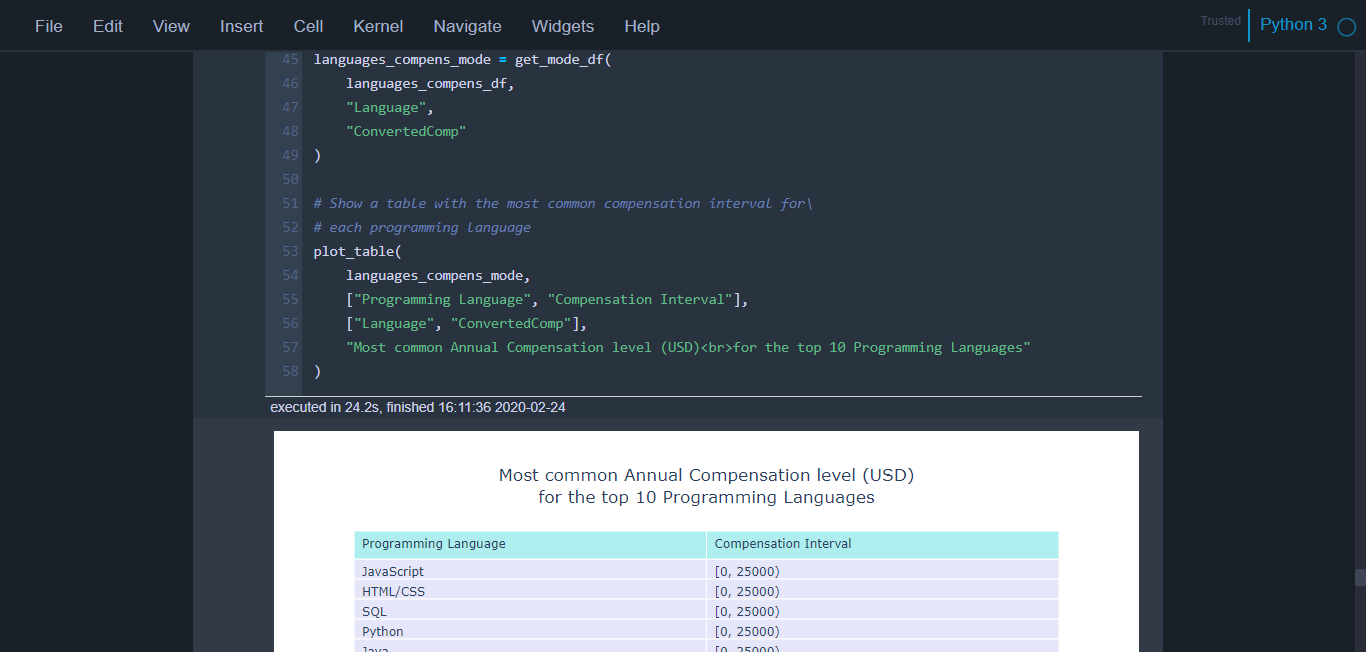 File Edit View Insert Cell Kernel Navigate Widgets Help Trusted Python 3
45 languages_compens_mode = get_mode_df(
46 languages_compens_df,
47 "Language",
48 "ConvertedComp"
49 )
50
51 # Show a table with the most common compensation interval for\
52 # each programming language
53 plot_table(
54 languages_compens_mode,
55 ["Programming Language", "Compensation Interval"],
56 ["Language", "ConvertedComp"],
57 "Most common Annual Compensation level (USD)<br>for the top 10 Programming Languages"
58 )
executed in 24.2s, finished 16:11:36 2020-02-24
Most common Annual Compensation level (USD)
for the top 10 Programming Languages
Programming Language Compensation Interval
JavaScript [0, 25000)
HTML/CSS [0, 25000)
SQL [0, 25000)
Python [0, 25000)
Java [0, 25000)